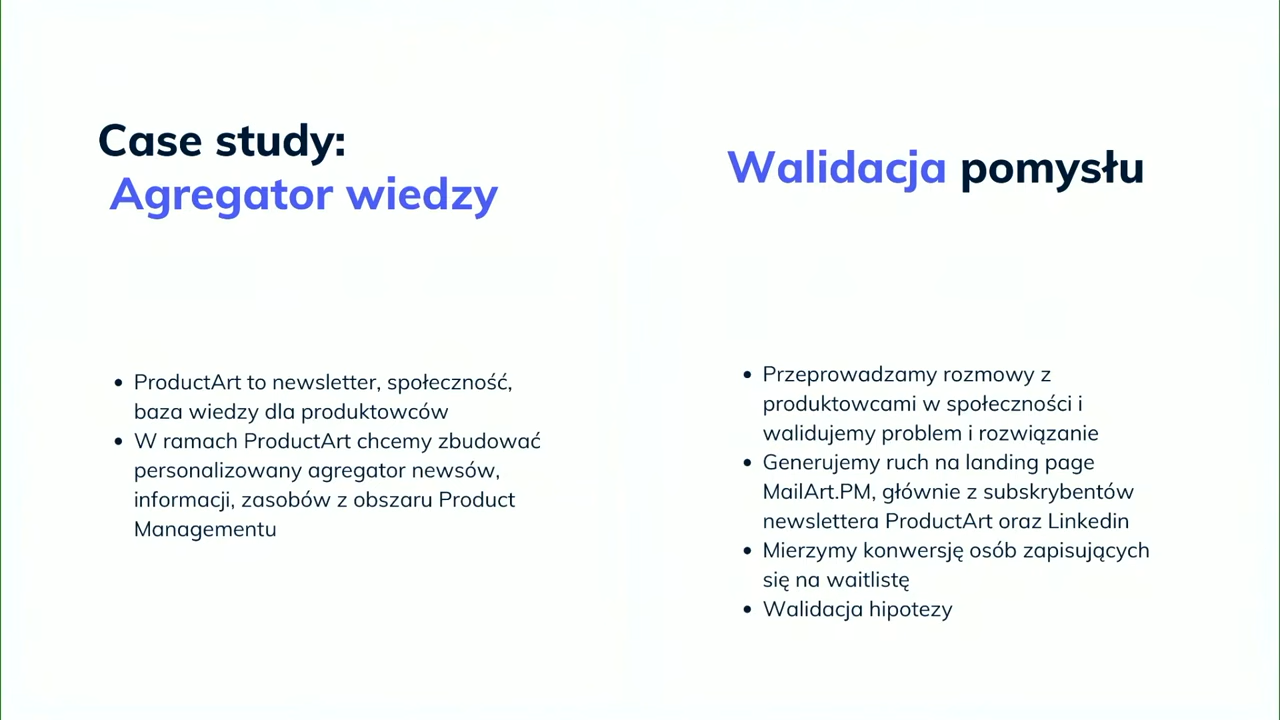 Case study:
Agregator wiedzy
• ProductArt to newsletter, społeczność,
baza wiedzy dla produktowców
• W ramach ProductArt chcemy zbudować
personalizowany agregator newsów,
informacji, zasobów z obszaru Product
Managementu
Walidacja pomysłu
• Przeprowadzamy rozmowy z
produktowcami w społeczności i
walidujemy problem i rozwiązanie
• Generujemy ruch na landing page
MailArt.PM, głównie z subskrybentów
newslettera ProductArt oraz Linkedin
• Mierzymy konwersję osób zapisujących
się na waitlistę
• Walidacja hipotezy